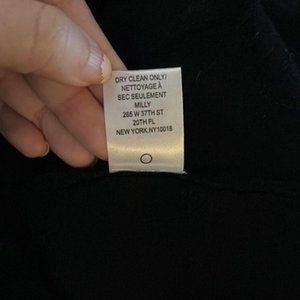 DRY CLEAN ONLY/
NETTOYAGE À
SEC SEULEMENT
MILLY
265 W 37TH ST
20TH FL
NEW YORK,NY10018